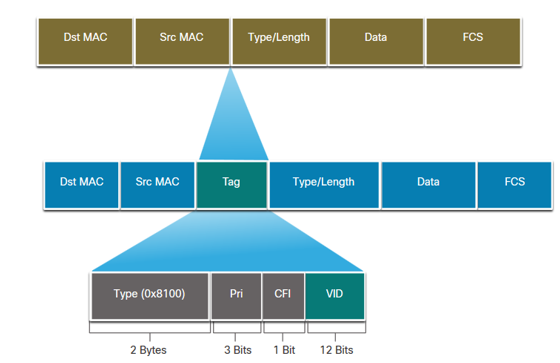 Dst MAC Src MAC Type/Length Data FCS
Dst MAC Src MAC Tag Type/Length Data FCS
Type (0x8100) Pri CFI VID
2 Bytes 3 Bits 1 Bit 12 Bits